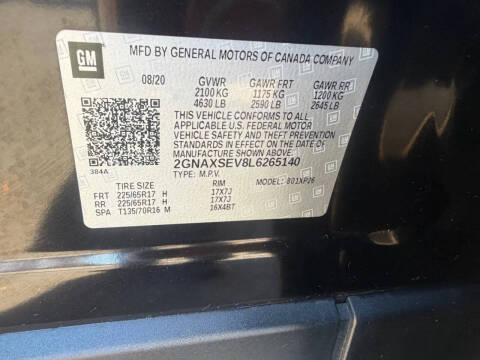 GM
MFD BY GENERAL MOTORS OF CANADA COMPANY
08/20 GVWR GAWR FRT GAWR RR
2100 KG 1175 KG 1200 KG
4630 LB 2590 LB 2645 LB
THIS VEHICLE CONFORMS TO ALL
APPLICABLE U.S. FEDERAL MOTOR
VEHICLE SAFETY AND THEFT PREVENTION
STANDARDS IN EFFECT ON THE DATE
OF MANUFACTURE SHOWN ABOVE.
384A 2GNAXSEV8L6265140
TYPE: M.P.V. MODEL: 801XP26
TIRE SIZE RIM
FRT 225/65R17 H 17X7J
RR 225/65R17 H 17X7J
SPA T135/70R16 M 16X4BT